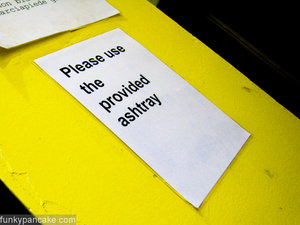 Please use
the
provided
ashtray
funkypancake.com